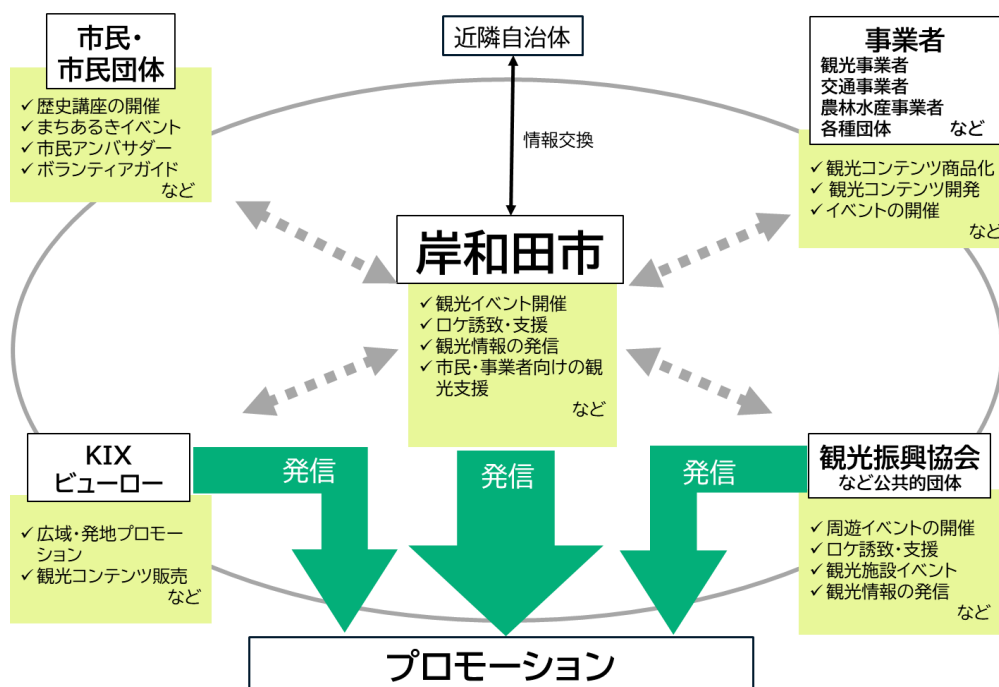 市民・
市民団体
✓歴史講座の開催
✓まちあるきイベント
✓市民アンバサダー
✓ボランティアガイド
など
近隣自治体
情報交換
事業者
観光事業者
交通事業者
農林水産事業者
各種団体 など
✓観光コンテンツ商品化
✓観光コンテンツ開発
✓イベントの開催
など
岸和田市
✓観光イベント開催
✓ロケ誘致・支援
✓観光情報の発信
✓市民・事業者向けの観
光支援
など
KIX
ビューロー
✓広域・発地プロモー
ション
✓観光コンテンツ販売
など
発信
発信
発信
観光振興協会
など公共的団体
✓周遊イベントの開催
✓ロケ誘致・支援
✓観光施設イベント
✓観光情報の発信
など
プロモーション